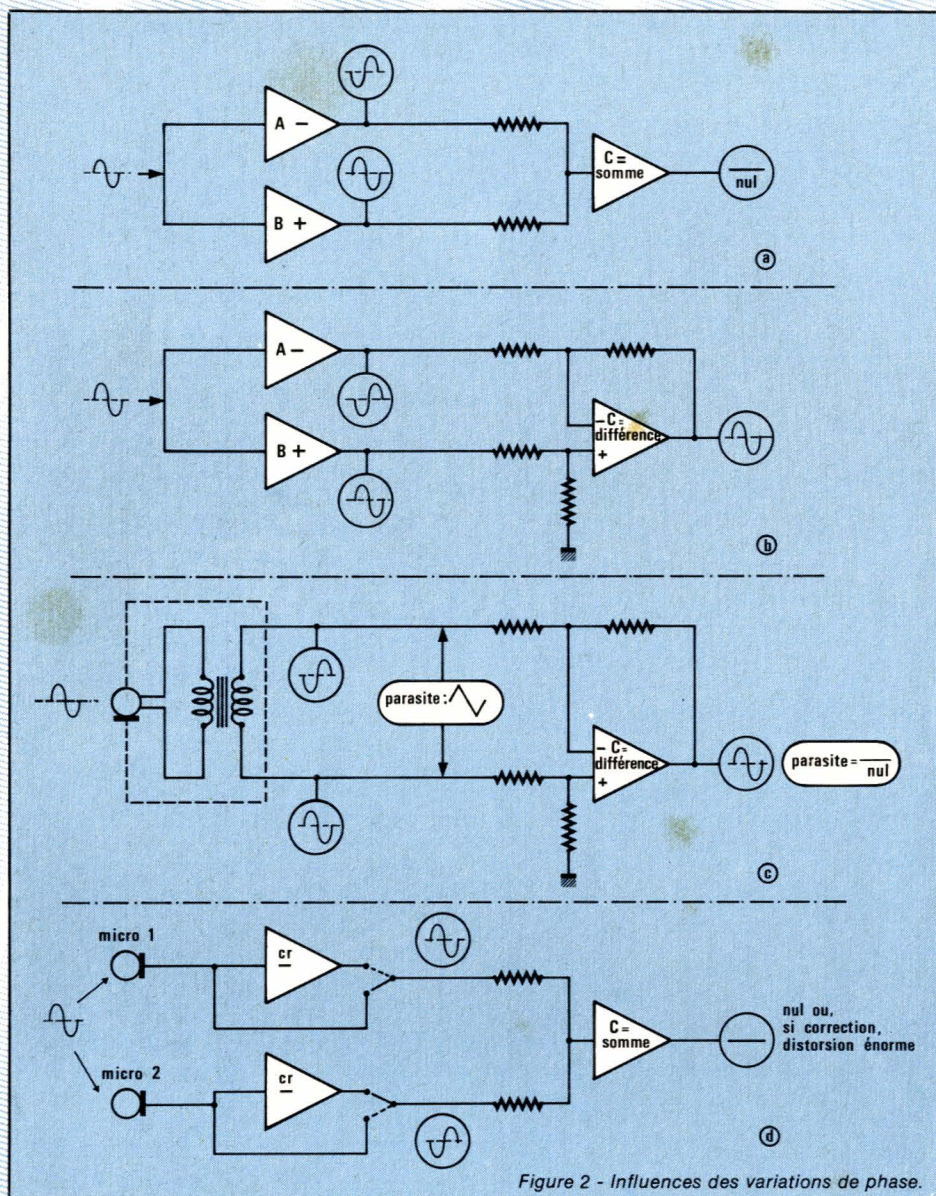 A -
B +
C =
somme
nul
a
A -
B +
- C =
différence
+
b
parasite :
- C =
différence
+
parasite = nul
c
micro 1
cr
-
micro 2
cr
-
C =
somme
nul ou,
si correction,
distorsion énorme
d
Figure 2 - Influences des variations de phase.